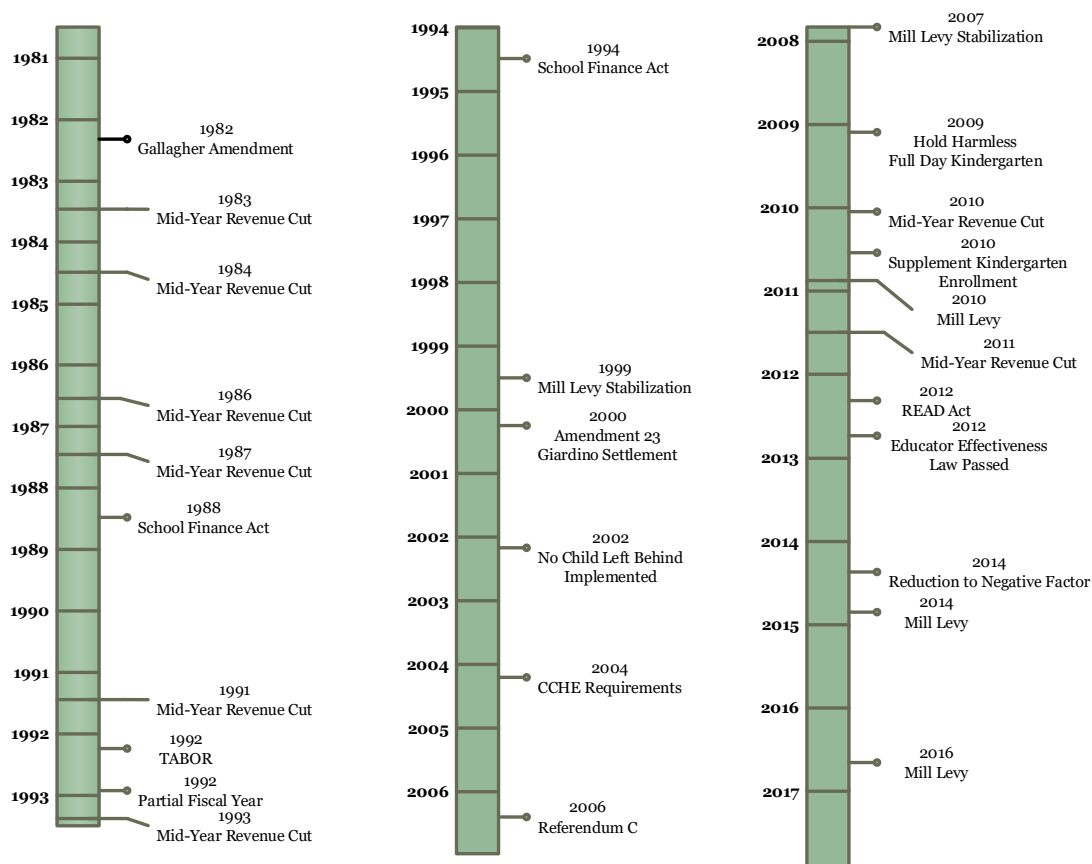 1981
1982
1982
Gallagher Amendment
1983
1983
Mid-Year Revenue Cut
1984
1984
Mid-Year Revenue Cut
1985
1986
1986
Mid-Year Revenue Cut
1987
1987
Mid-Year Revenue Cut
1988
1988
School Finance Act
1989
1990
1991
1991
Mid-Year Revenue Cut
1992
1992
TABOR
1992
Partial Fiscal Year
1993
1993
Mid-Year Revenue Cut
1994
1994
School Finance Act
1995
1996
1997
1998
1999
1999
Mill Levy Stabilization
2000
2000
Amendment 23
Giardino Settlement
2001
2002
2002
No Child Left Behind
Implemented
2003
2004
2004
CCHE Requirements
2005
2006
2006
Referendum C
2007
Mill Levy Stabilization
2008
2009
2009
Hold Harmless
Full Day Kindergarten
2010
2010
Mid-Year Revenue Cut
2010
Supplement Kindergarten
Enrollment
2011
2010
Mill Levy
2011
Mid-Year Revenue Cut
2012
2012
READ Act
2012
Educator Effectiveness
Law Passed
2013
2014
2014
Reduction to Negative Factor
2014
Mill Levy
2015
2016
2016
Mill Levy
2017